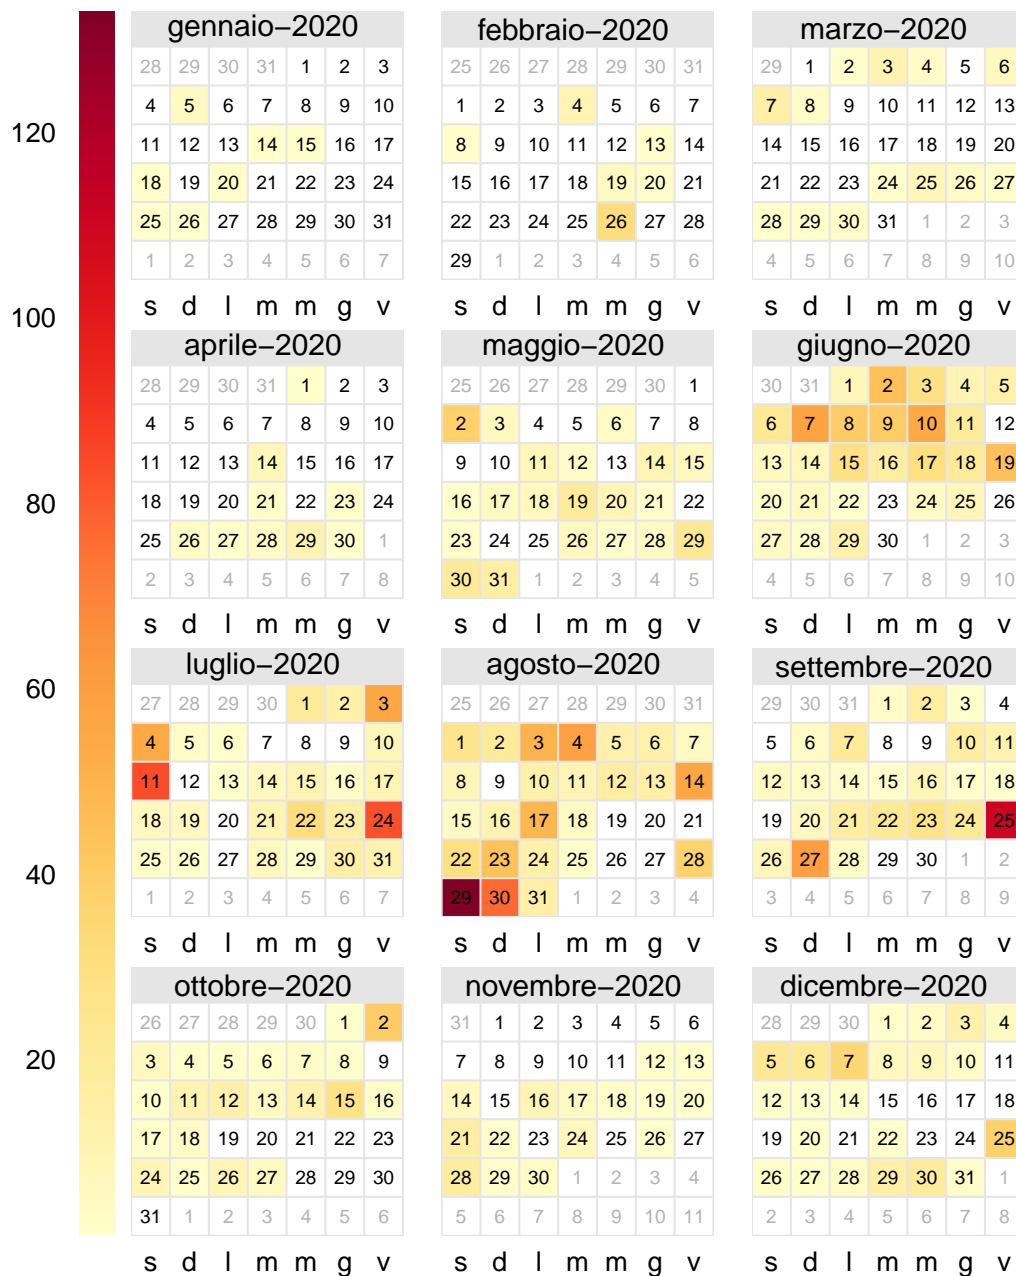 gennaio–2020 febbraio–2020 marzo–2020
28 29 30 31 1 2 3 25 26 27 28 29 30 31 29 1 2 3 4 5 6
4 5 6 7 8 9 10 1 2 3 4 5 6 7 7 8 9 10 11 12 13
120 11 12 13 14 15 16 17 8 9 10 11 12 13 14 14 15 16 17 18 19 20
18 19 20 21 22 23 24 15 16 17 18 19 20 21 21 22 23 24 25 26 27
25 26 27 28 29 30 31 22 23 24 25 26 27 28 28 29 30 31 1 2 3
1 2 3 4 5 6 7 29 1 2 3 4 5 6 4 5 6 7 8 9 10
100 s d l m m g v s d l m m g v s d l m m g v
aprile–2020 maggio–2020 giugno–2020
28 29 30 31 1 2 3 25 26 27 28 29 30 1 30 31 1 2 3 4 5
4 5 6 7 8 9 10 2 3 4 5 6 7 8 6 7 8 9 10 11 12
11 12 13 14 15 16 17 9 10 11 12 13 14 15 13 14 15 16 17 18 19
80 18 19 20 21 22 23 24 16 17 18 19 20 21 22 20 21 22 23 24 25 26
25 26 27 28 29 30 1 23 24 25 26 27 28 29 27 28 29 30 1 2 3
2 3 4 5 6 7 8 30 31 1 2 3 4 5 4 5 6 7 8 9 10
s d l m m g v s d l m m g v s d l m m g v
luglio–2020 agosto–2020 settembre–2020
60 27 28 29 30 1 2 3 25 26 27 28 29 30 31 29 30 31 1 2 3 4
4 5 6 7 8 9 10 1 2 3 4 5 6 7 5 6 7 8 9 10 11
11 12 13 14 15 16 17 8 9 10 11 12 13 14 12 13 14 15 16 17 18
18 19 20 21 22 23 24 15 16 17 18 19 20 21 19 20 21 22 23 24 25
40 25 26 27 28 29 30 31 22 23 24 25 26 27 28 26 27 28 29 30 1 2
1 2 3 4 5 6 7 29 30 31 1 2 3 4 3 4 5 6 7 8 9
s d l m m g v s d l m m g v s d l m m g v
ottobre–2020 novembre–2020 dicembre–2020
26 27 28 29 30 1 2 31 1 2 3 4 5 6 28 29 30 1 2 3 4
20 3 4 5 6 7 8 9 7 8 9 10 11 12 13 5 6 7 8 9 10 11
10 11 12 13 14 15 16 14 15 16 17 18 19 20 12 13 14 15 16 17 18
17 18 19 20 21 22 23 21 22 23 24 25 26 27 19 20 21 22 23 24 25
24 25 26 27 28 29 30 28 29 30 1 2 3 4 26 27 28 29 30 31 1
31 1 2 3 4 5 6 5 6 7 8 9 10 11 2 3 4 5 6 7 8
s d l m m g v s d l m m g v s d l m m g v